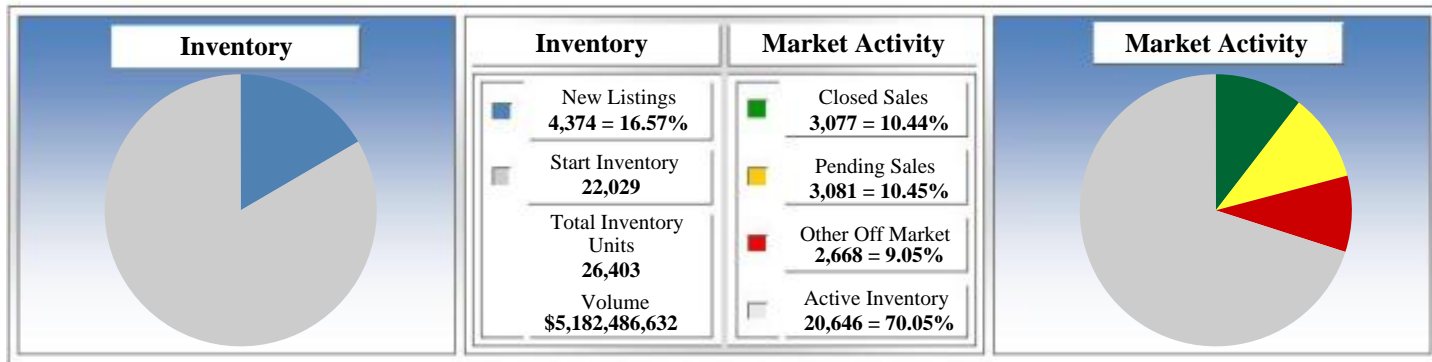 Inventory
Inventory
New Listings
4,374 = 16.57%
Start Inventory
22,029
Total Inventory
Units
26,403
Volume
$5,182,486,632
Market Activity
Closed Sales
3,077 = 10.44%
Pending Sales
3,081 = 10.45%
Other Off Market
2,668 = 9.05%
Active Inventory
20,646 = 70.05%
Market Activity